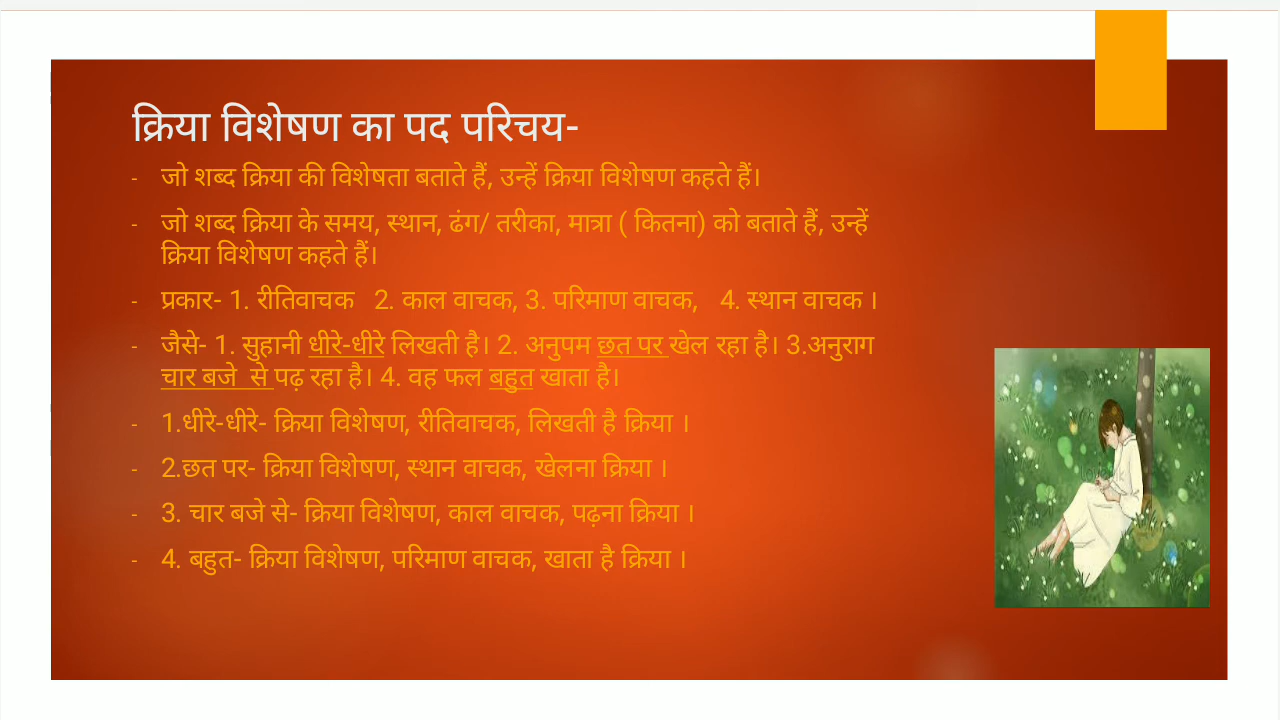 क्रिया विशेषण का पद परिचय-
- जो शब्द क्रिया की विशेषता बताते हैं, उन्हें क्रिया विशेषण कहते हैं।
- जो शब्द क्रिया के समय, स्थान, ढंग/ तरीका, मात्रा ( कितना) को बताते हैं, उन्हें
क्रिया विशेषण कहते हैं।
- प्रकार- 1. रीतिवाचक 2. काल वाचक, 3. परिमाण वाचक, 4. स्थान वाचक ।
- जैसे- 1. सुहानी धीरे-धीरे लिखती है। 2. अनुपम छत पर खेल रहा है। 3.अनुराग
चार बजे से पढ़ रहा है। 4. वह फल बहुत खाता है।
- 1.धीरे-धीरे- क्रिया विशेषण, रीतिवाचक, लिखती है क्रिया ।
- 2.छत पर- क्रिया विशेषण, स्थान वाचक, खेलना क्रिया ।
- 3. चार बजे से- क्रिया विशेषण, काल वाचक, पढ़ना क्रिया ।
- 4. बहुत- क्रिया विशेषण, परिमाण वाचक, खाता है क्रिया ।